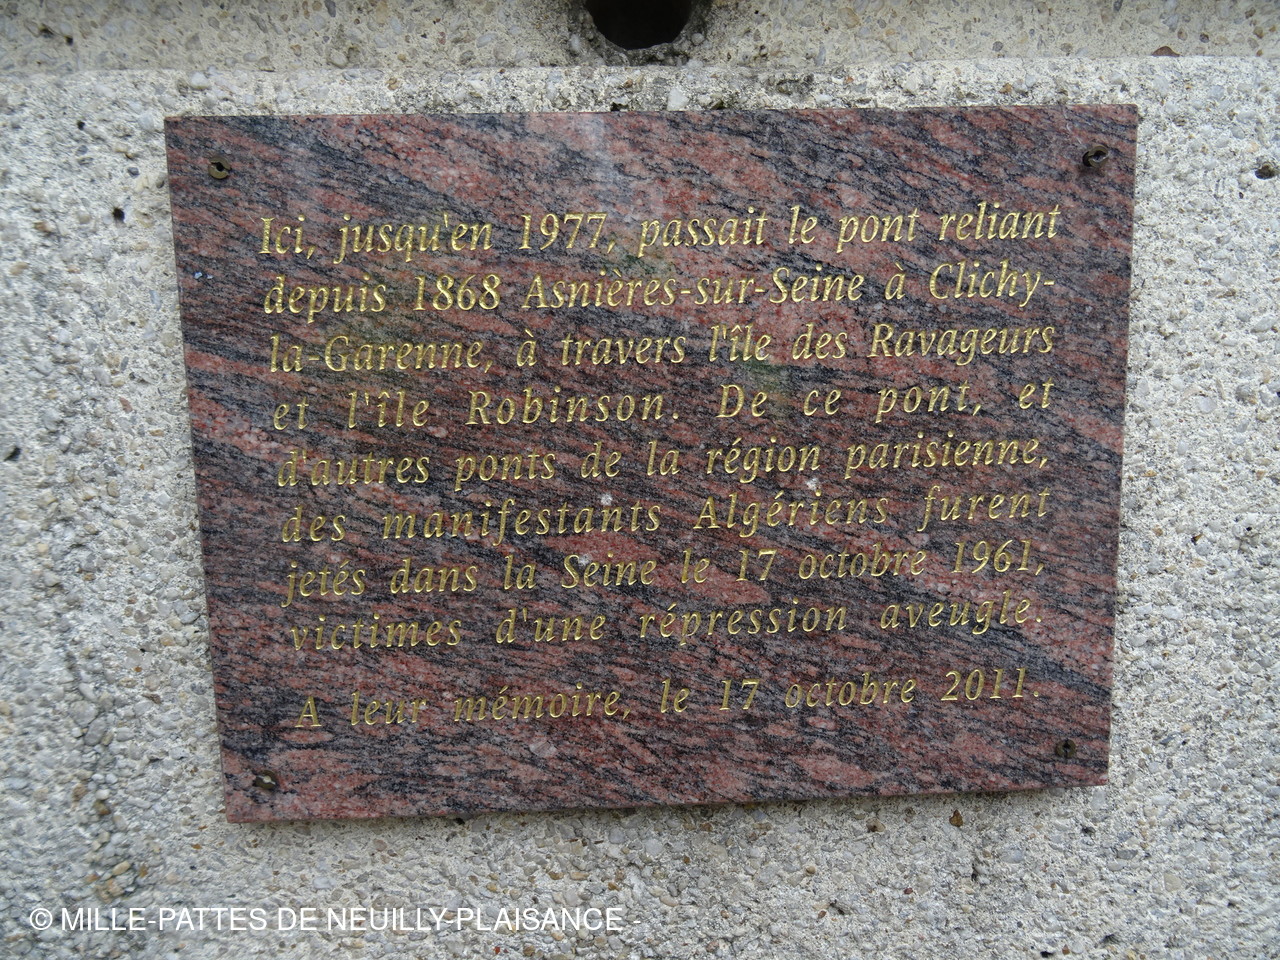 Ici, jusqu'en 1977, passait le pont reliant
depuis 1868 Asnières-sur-Seine à Clichy-
la-Garenne, à travers l'île des Ravageurs
et l'île Robinson. De ce pont, et
d'autres ponts de la région parisienne,
des manifestants Algériens furent
jetés dans la Seine le 17 octobre 1961,
victimes d'une répression aveugle.
A leur mémoire, le 17 octobre 2011.
© MILLE-PATTES DE NEUILLY-PLAISANCE -